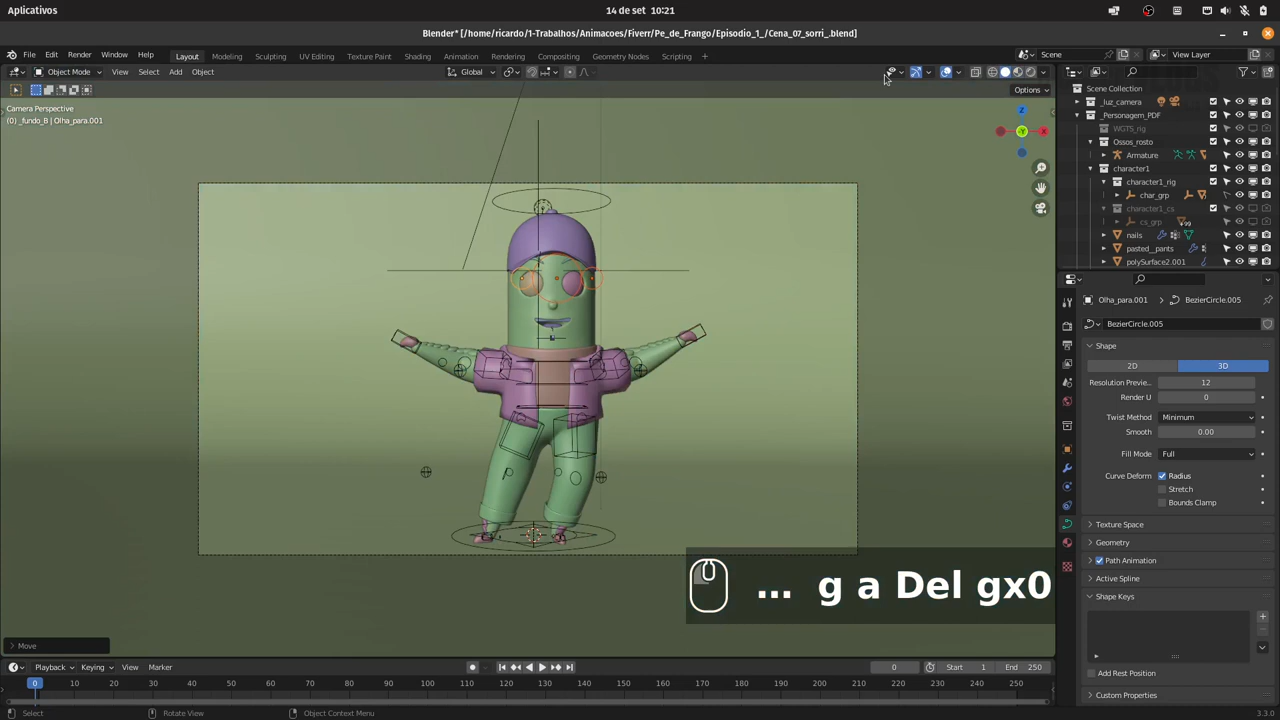 Aplicativos
14 de set 10:21
Blender* [/home/ricardo/1-Trabalhos/Animacoes/Fiverr/Pe_de_Frango/Episodio_1_/Cena_07_sorri_.blend]
File Edit Render Window Help Layout Modeling Sculpting UV Editing Texture Paint Shading Animation Rendering Compositing Geometry Nodes Scripting + Scene View Layer
Object Mode View Select Add Object Global
Options
Camera Perspective
(0) _fundo_B | Olha_para.001
Z
Y
X
Scene Collection
_luz_camera
_Personagem_PDF
WGTS_rig
Ossos_rosto
Armature
character1
character1_rig
char_grp
character1_cs
cs_grp
99
nails
pasted__pants
polySurface2.001
Olha_para.001 > BezierCircle.005
BezierCircle.005
Shape
2D 3D
Resolution Previe... 12
Render U 0
Twist Method Minimum
Smooth 0.00
Fill Mode Full
Curve Deform Radius
Stretch
Bounds Clamp
Texture Space
Geometry
Path Animation
Active Spline
Shape Keys
Add Rest Position
Custom Properties
... g a Del gx0
Move
Playback Keying View Marker 0 Start 1 End 250
0 10 20 30 40 50 60 70 80 90 100 110 120 130 140 150 160 170 180 190 200 210 220 230 240 250
Select Rotate View Object Context Menu 3.3.0